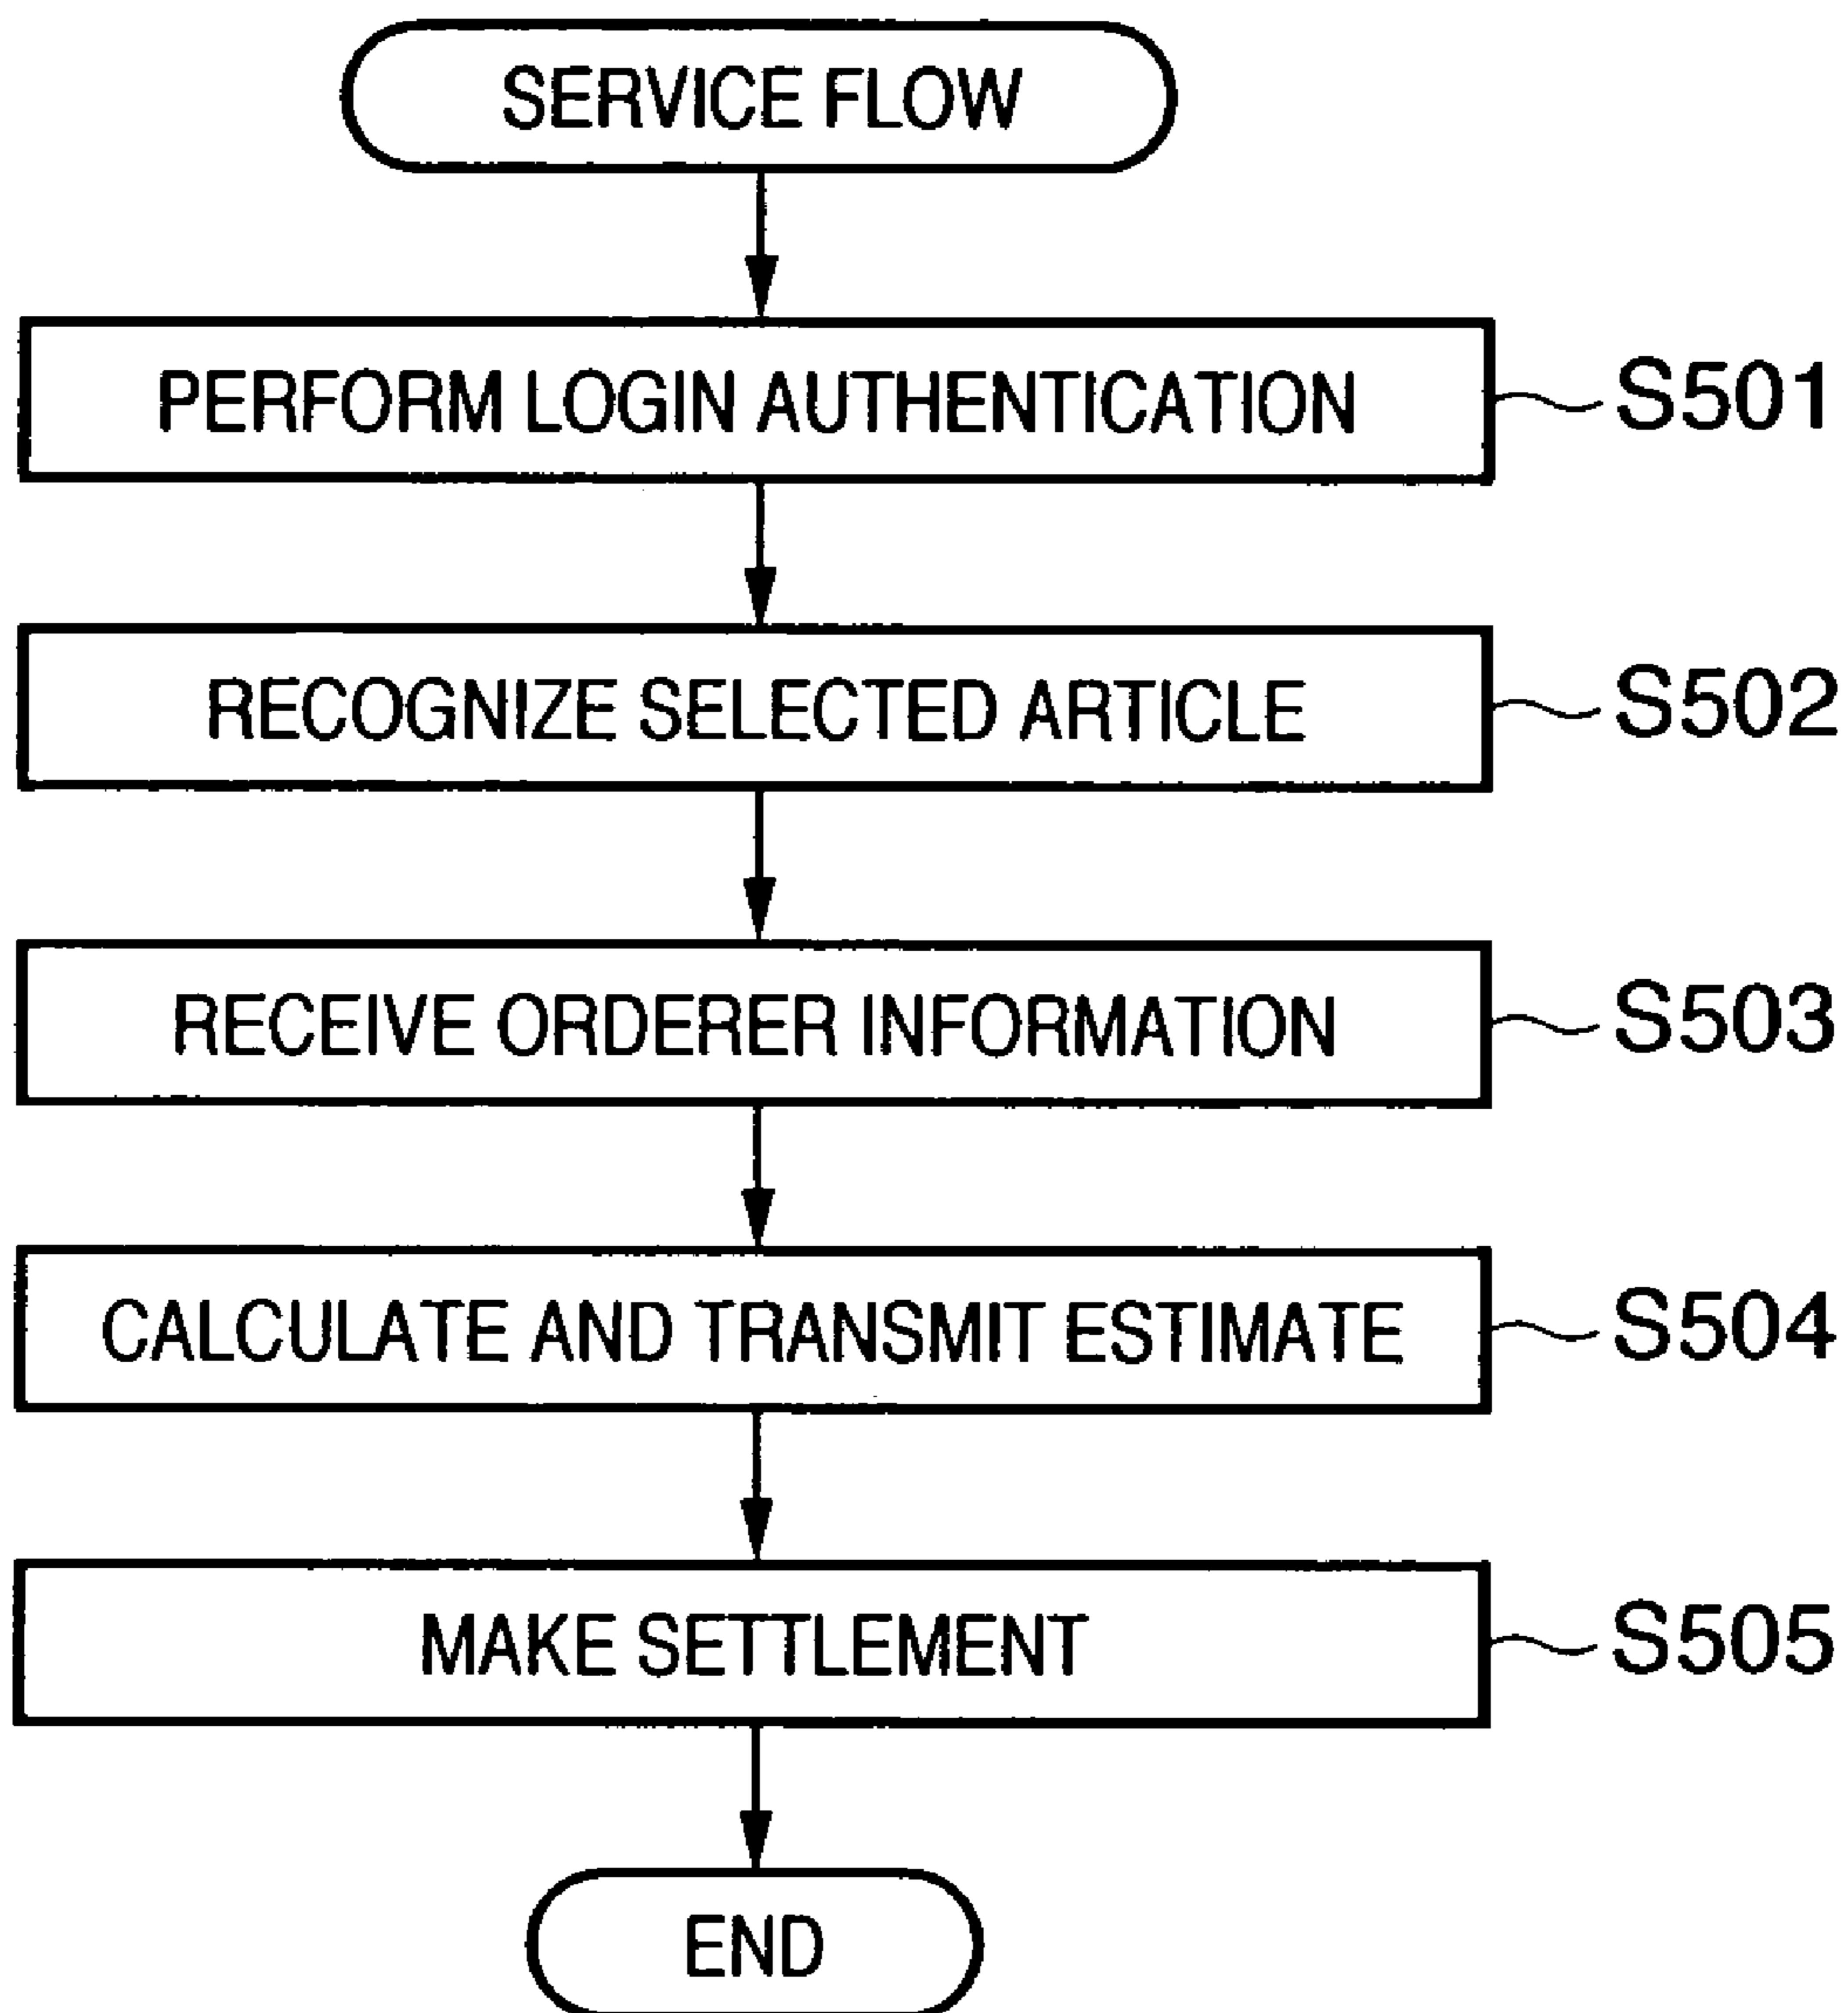 SERVICE FLOW
PERFORM LOGIN AUTHENTICATION S501
RECOGNIZE SELECTED ARTICLE S502
RECEIVE ORDERER INFORMATION S503
CALCULATE AND TRANSMIT ESTIMATE S504
MAKE SETTLEMENT S505
END